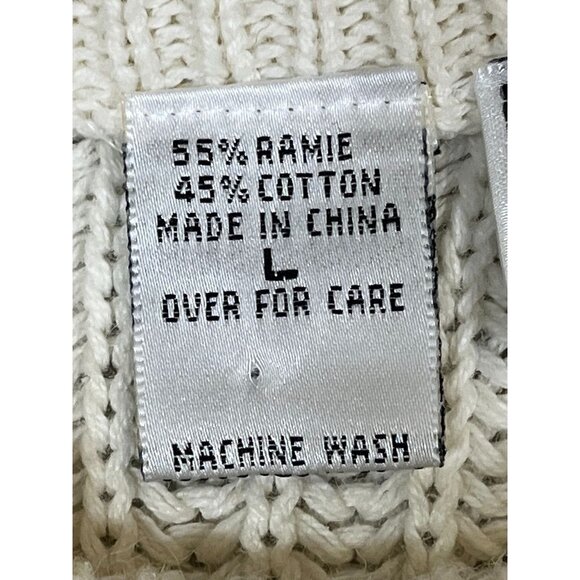 55% RAMIE
45% COTTON
MADE IN CHINA
L
OVER FOR CARE
MACHINE WASH